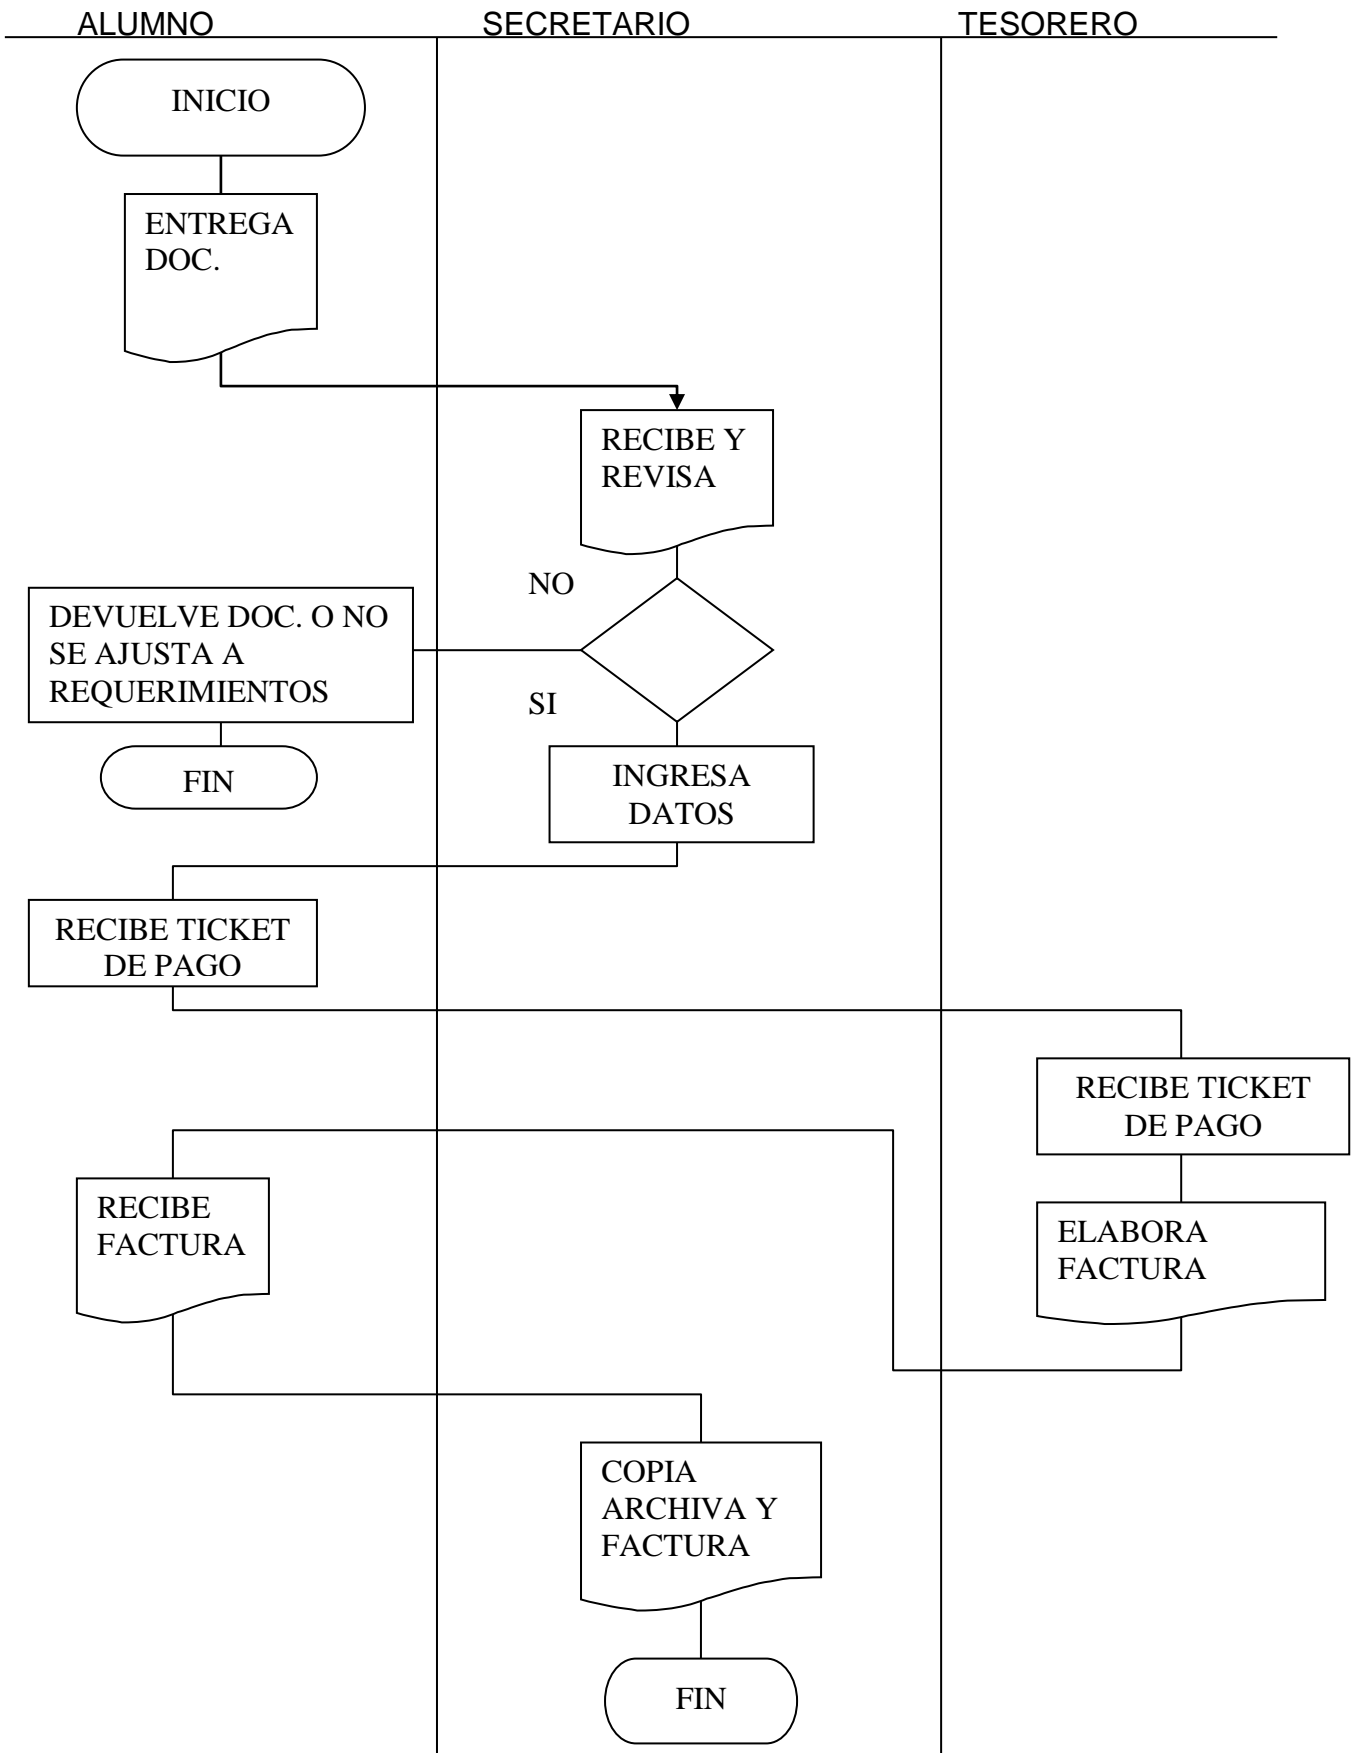 ALUMNO
SECRETARIO
TESORERO
INICIO
ENTREGA
DOC.
RECIBE Y
REVISA
NO
DEVUELVE DOC. O NO
SE AJUSTA A
REQUERIMIENTOS
SI
FIN
INGRESA
DATOS
RECIBE TICKET
DE PAGO
RECIBE TICKET
DE PAGO
RECIBE
FACTURA
ELABORA
FACTURA
COPIA
ARCHIVA Y
FACTURA
FIN